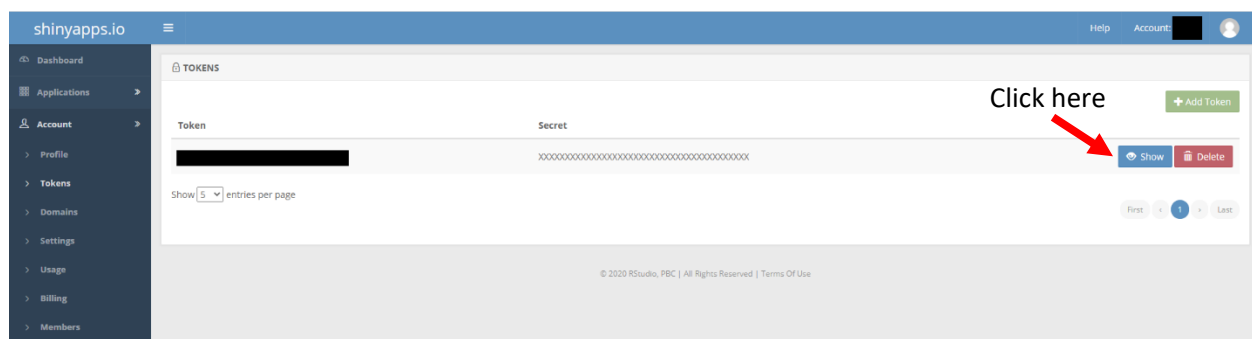 shinyapps.io
Help Account:
Dashboard
Applications
Account
> Profile
> Tokens
> Domains
> Settings
> Usage
> Billing
> Members
TOKENS
Click here
+ Add Token
Token Secret
XXXXXXXXXXXXXXXXXXXXXXXXXXXXXXXXXXXXXXXX
Show Delete
Show 5 entries per page
First ‹ 1 › Last
© 2020 RStudio, PBC | All Rights Reserved | Terms Of Use